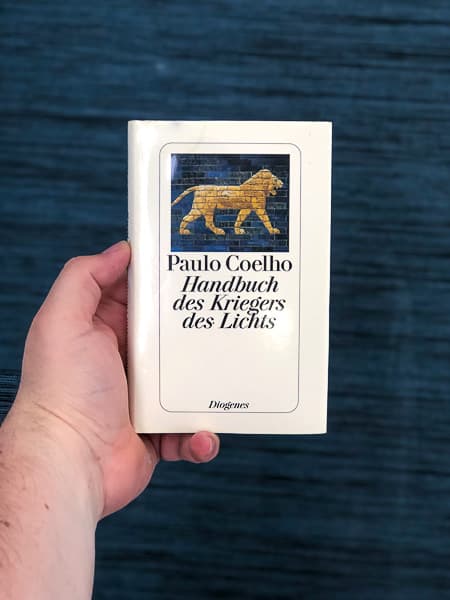 Paulo Coelho
Handbuch
des Kriegers
des Lichts
Diogenes